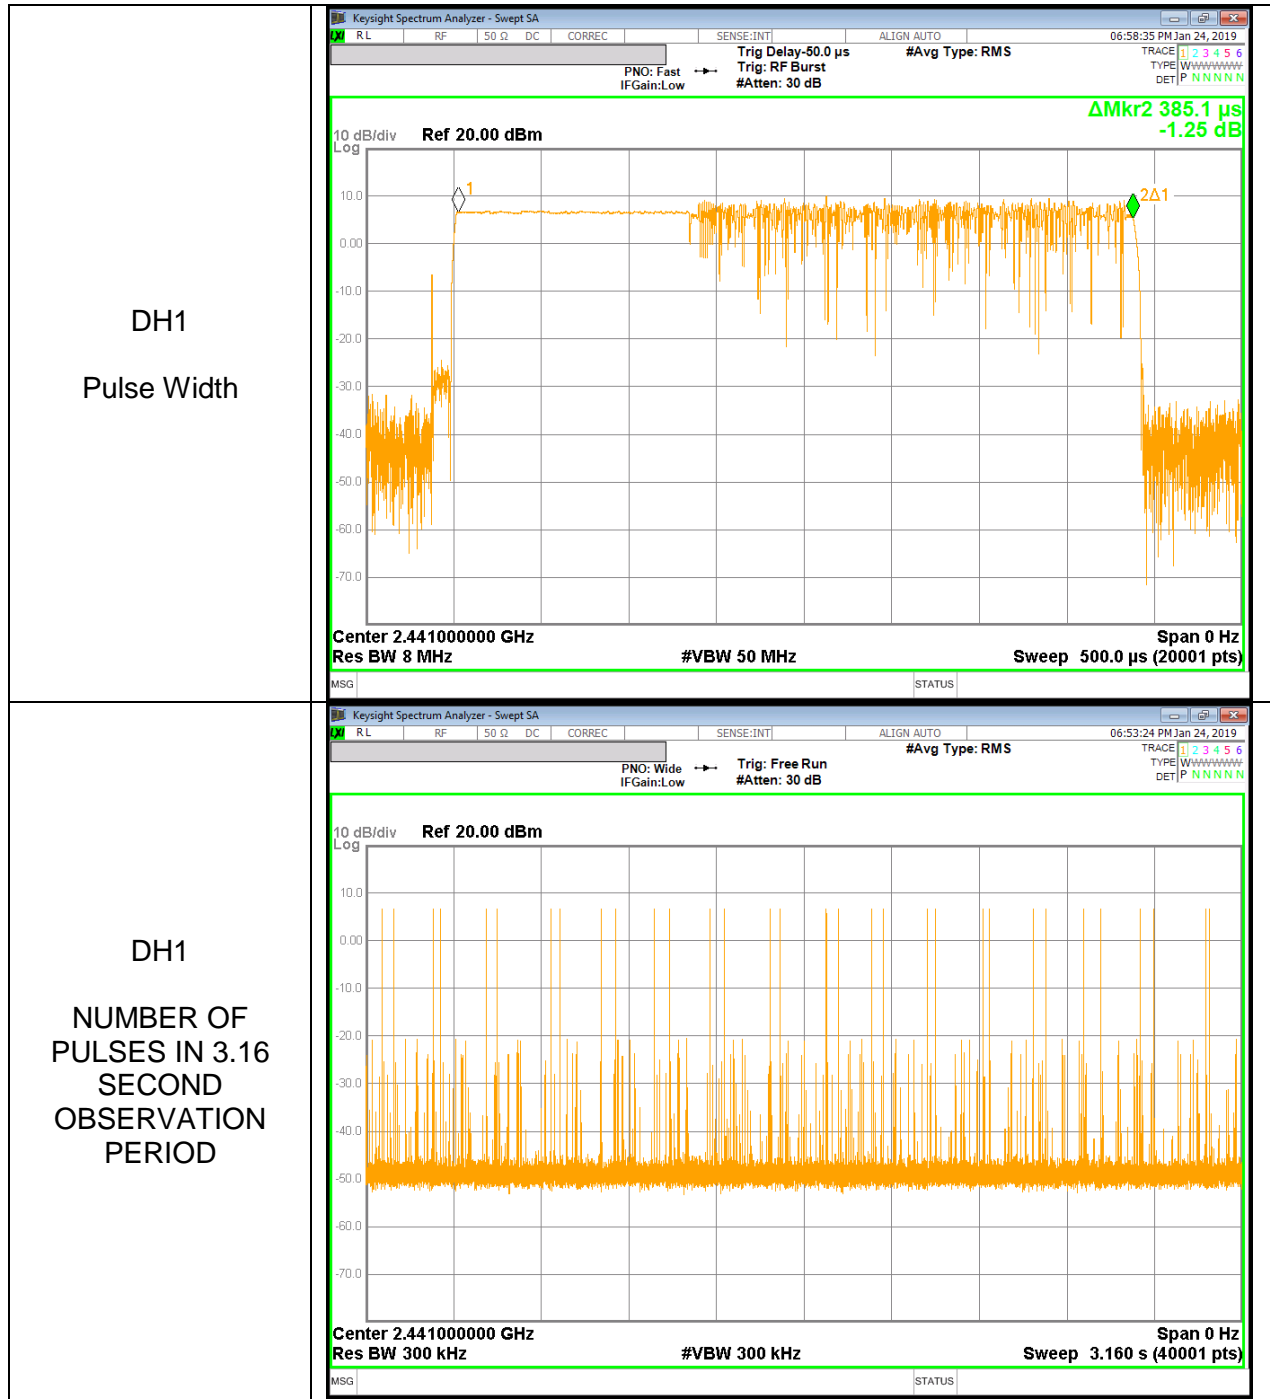 DH1
Pulse Width
Keysight Spectrum Analyzer - Swept SA
LXI RL RF 50 Ω DC CORREC SENSE:INT ALIGN AUTO 06:58:35 PM Jan 24, 2019
Trig Delay-50.0 µs #Avg Type: RMS TRACE 1 2 3 4 5 6
PNO: Fast Trig: RF Burst TYPE WWWWWW
IFGain:Low #Atten: 30 dB DET P N N N N N
ΔMkr2 385.1 µs
-1.25 dB
10 dB/div Ref 20.00 dBm
Log
10.0
1
2Δ1
0.00
-10.0
-20.0
-30.0
-40.0
-50.0
-60.0
-70.0
Center 2.441000000 GHz Span 0 Hz
Res BW 8 MHz #VBW 50 MHz Sweep 500.0 µs (20001 pts)
MSG STATUS
DH1
NUMBER OF
PULSES IN 3.16
SECOND
OBSERVATION
PERIOD
Keysight Spectrum Analyzer - Swept SA
LXI RL RF 50 Ω DC CORREC SENSE:INT ALIGN AUTO 06:53:24 PM Jan 24, 2019
#Avg Type: RMS TRACE 1 2 3 4 5 6
PNO: Wide Trig: Free Run TYPE WWWWWW
IFGain:Low #Atten: 30 dB DET P N N N N N
10 dB/div Ref 20.00 dBm
Log
10.0
0.00
-10.0
-20.0
-30.0
-40.0
-50.0
-60.0
-70.0
Center 2.441000000 GHz Span 0 Hz
Res BW 300 kHz #VBW 300 kHz Sweep 3.160 s (40001 pts)
MSG STATUS